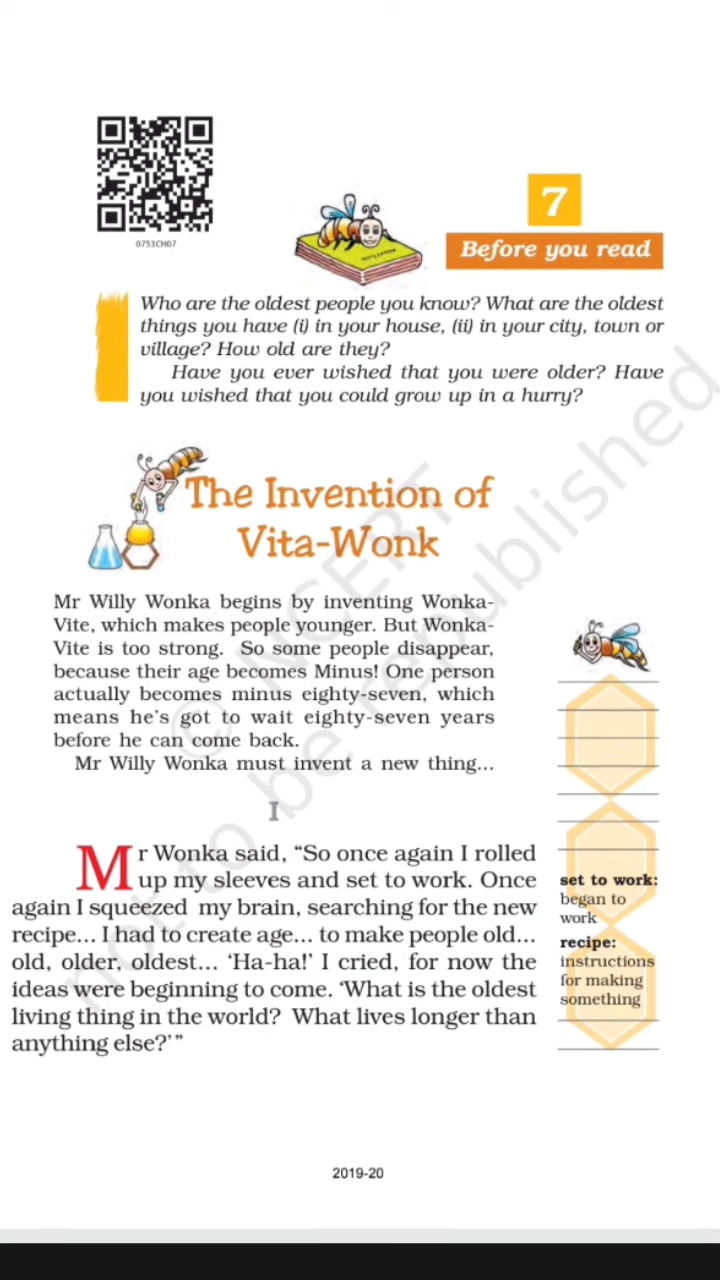 0753CH07
7
Before you read
Who are the oldest people you know? What are the oldest
things you have (i) in your house, (ii) in your city, town or
village? How old are they?
Have you ever wished that you were older? Have
you wished that you could grow up in a hurry?
The Invention of
Vita-Wonk
Mr Willy Wonka begins by inventing Wonka-
Vite, which makes people younger. But Wonka-
Vite is too strong. So some people disappear,
because their age becomes Minus! One person
actually becomes minus eighty-seven, which
means he's got to wait eighty-seven years
before he can come back.
Mr Willy Wonka must invent a new thing...
I
Mr Wonka said, “So once again I rolled
up my sleeves and set to work. Once
again I squeezed my brain, searching for the new
recipe... I had to create age... to make people old...
old, older, oldest... ‘Ha-ha!’ I cried, for now the
ideas were beginning to come. ‘What is the oldest
living thing in the world? What lives longer than
anything else?’”
set to work:
began to
work
recipe:
instructions
for making
something
© NCERT
not to be republished
2019-20